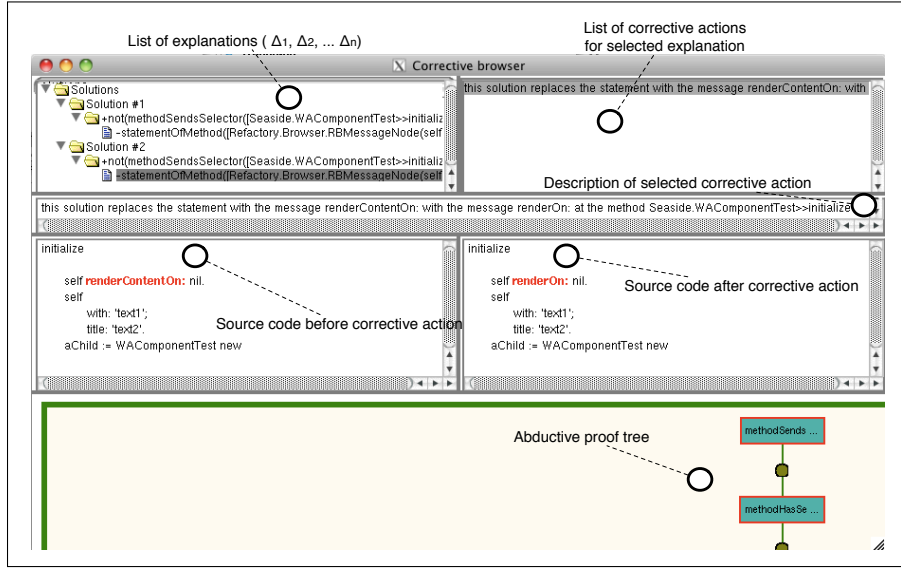 List of explanations ( Δ1, Δ2, ... Δn)
List of corrective actions
for selected explanation
X Corrective browser
Solutions
Solution #1
+not(methodSendsSelector([Seaside.WAComponentTest>>initializ
-statementOfMethod([Refactory.Browser.RBMessageNode(self
Solution #2
+not(methodSendsSelector([Seaside.WAComponentTest>>initializ
-statementOfMethod([Refactory.Browser.RBMessageNode(self
this solution replaces the statement with the message renderContentOn: with
Description of selected corrective action
this solution replaces the statement with the message renderContentOn: with the message renderOn: at the method Seaside.WAComponentTest>>initialize
initialize
self renderContentOn: nil.
self
with: 'text1';
title: 'text2'.
aChild := WAComponentTest new
Source code before corrective action
initialize
self renderOn: nil.
self
with: 'text1';
title: 'text2'.
aChild := WAComponentTest new
Source code after corrective action
Abductive proof tree
methodSends ...
methodHasSe ...